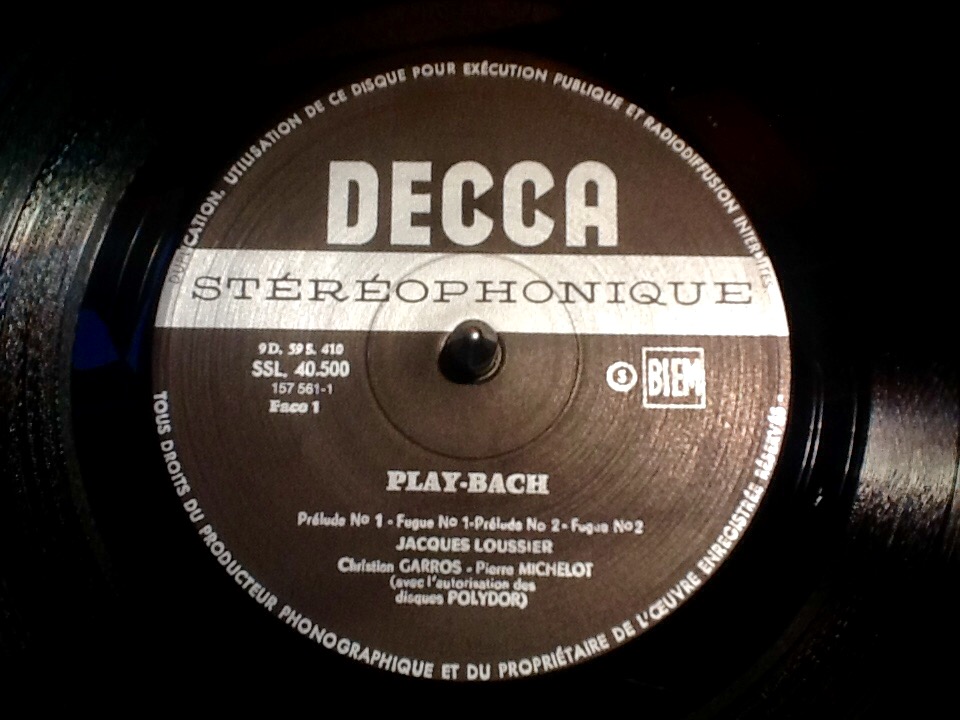 DUPLICATION, UTILISATION DE CE DISQUE POUR EXÉCUTION PUBLIQUE ET RADIODIFFUSION INTERDITES
DECCA
STÉRÉOPHONIQUE
9D. 39 S. 410
SSL. 40.500
157 561-1
Face 1
S
BIEM
PLAY-BACH
Prélude No 1 - Fugue No 1-Prélude No 2 - Fugue No2
JACQUES LOUSSIER
Christian GARROS - Pierre MICHELOT
(avec l'autorisation des
disques POLYDOR)
TOUS DROITS DU PRODUCTEUR PHONOGRAPHIQUE ET DU PROPRIÉTAIRE DE L'ŒUVRE ENREGISTRÉE RÉSERVÉS.